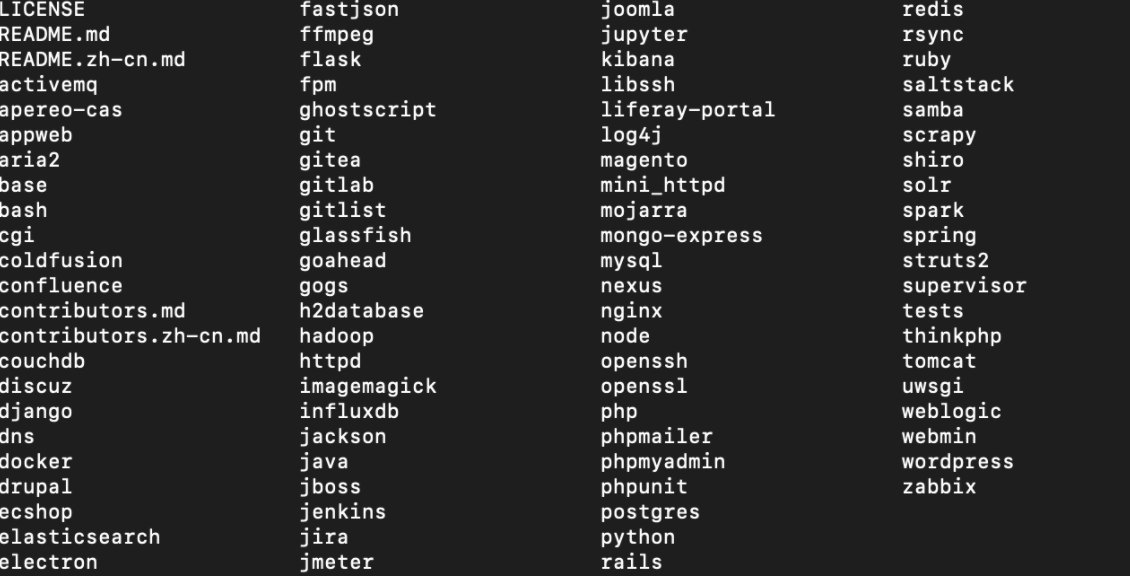 LICENSE fastjson joomla redis
README.md ffmpeg jupyter rsync
README.zh-cn.md flask kibana ruby
activemq fpm libssh saltstack
apereo-cas ghostscript liferay-portal samba
appweb git log4j scrapy
aria2 gitea magento shiro
base gitlab mini_httpd solr
bash gitlist mojarra spark
cgi glassfish mongo-express spring
coldfusion goahead mysql struts2
confluence gogs nexus supervisor
contributors.md h2database nginx tests
contributors.zh-cn.md hadoop node thinkphp
couchdb httpd openssh tomcat
discuz imagemagick openssl uwsgi
django influxdb php weblogic
dns jackson phpmailer webmin
docker java phpmyadmin wordpress
drupal jboss phpunit zabbix
ecshop jenkins postgres
elasticsearch jira python
electron jmeter rails